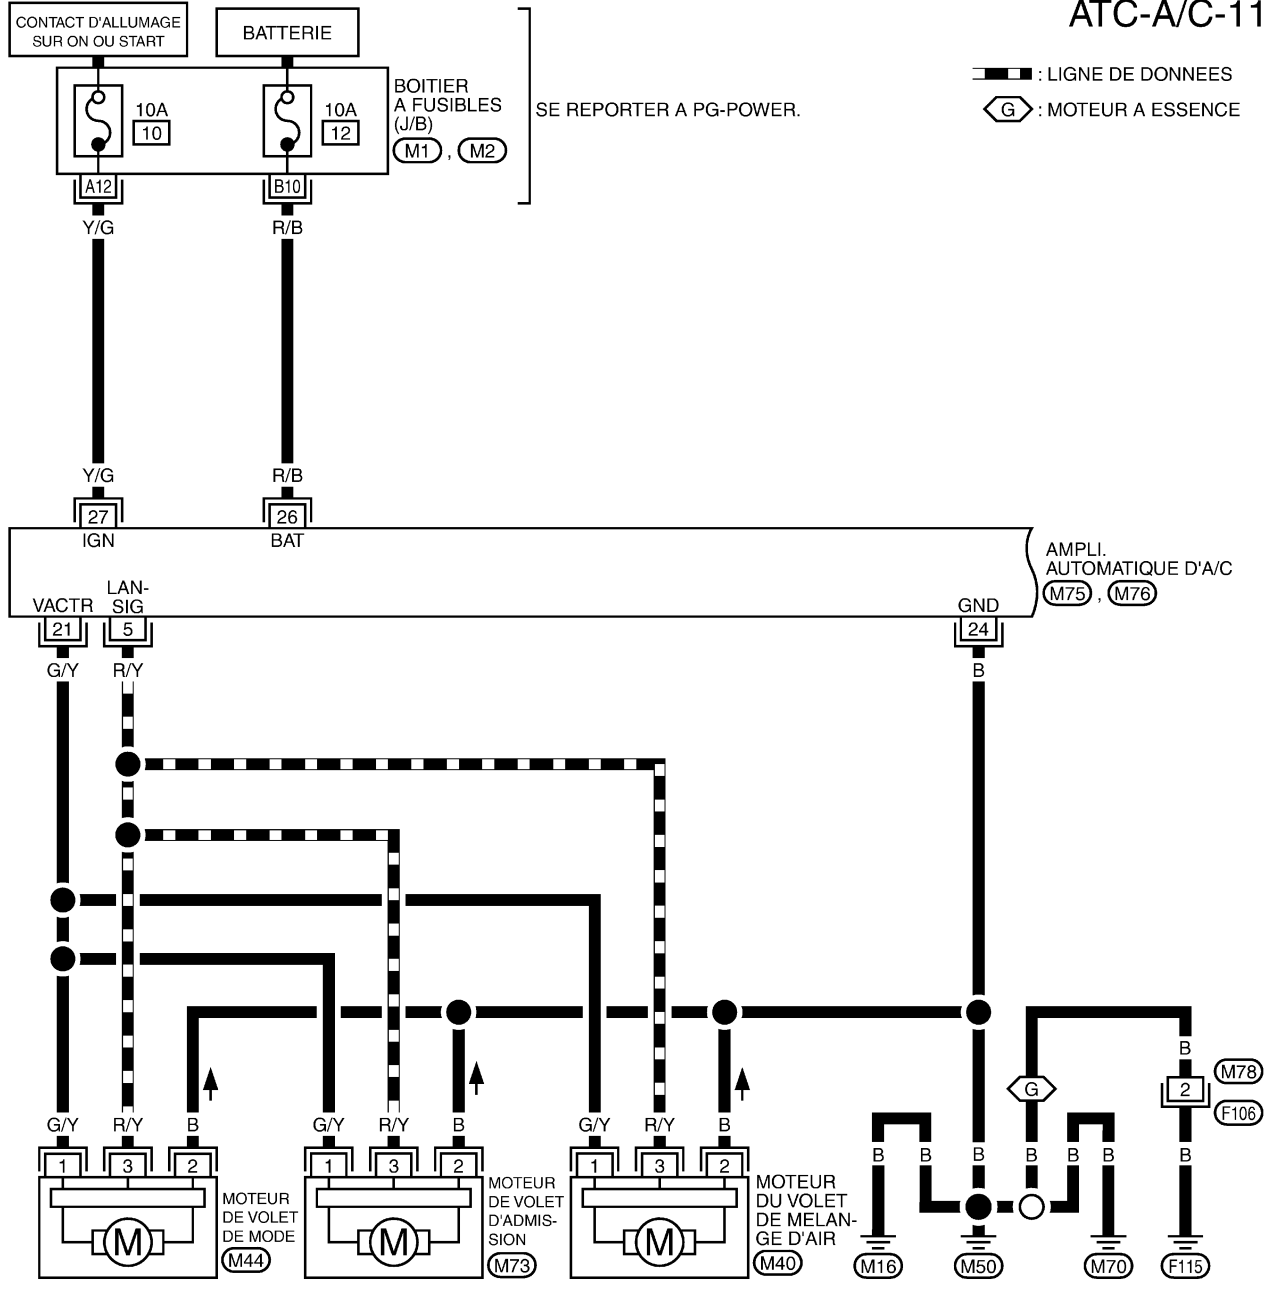 ATC-A/C-11
CONTACT D'ALLUMAGE
SUR ON OU START
BATTERIE
: LIGNE DE DONNEES
G : MOTEUR A ESSENCE
10A
10
10A
12
BOITIER
A FUSIBLES
(J/B)
M1 , M2
SE REPORTER A PG-POWER.
A12
B10
Y/G
R/B
Y/G
R/B
27
26
IGN
BAT
AMPLI.
AUTOMATIQUE D'A/C
M75 , M76
VACTR
LAN-
SIG
GND
21
5
24
G/Y
R/Y
B
B
G
2
M78
F106
G/Y
R/Y
B
G/Y
R/Y
B
G/Y
R/Y
B
B
B
B
B
B
B
B
1
3
2
1
3
2
1
3
2
M
MOTEUR
DE VOLET
DE MODE
M44
M
MOTEUR
DE VOLET
D'ADMIS-
SION
M73
M
MOTEUR
DU VOLET
DE MELAN-
GE D'AIR
M40
M16
M50
M70
F115